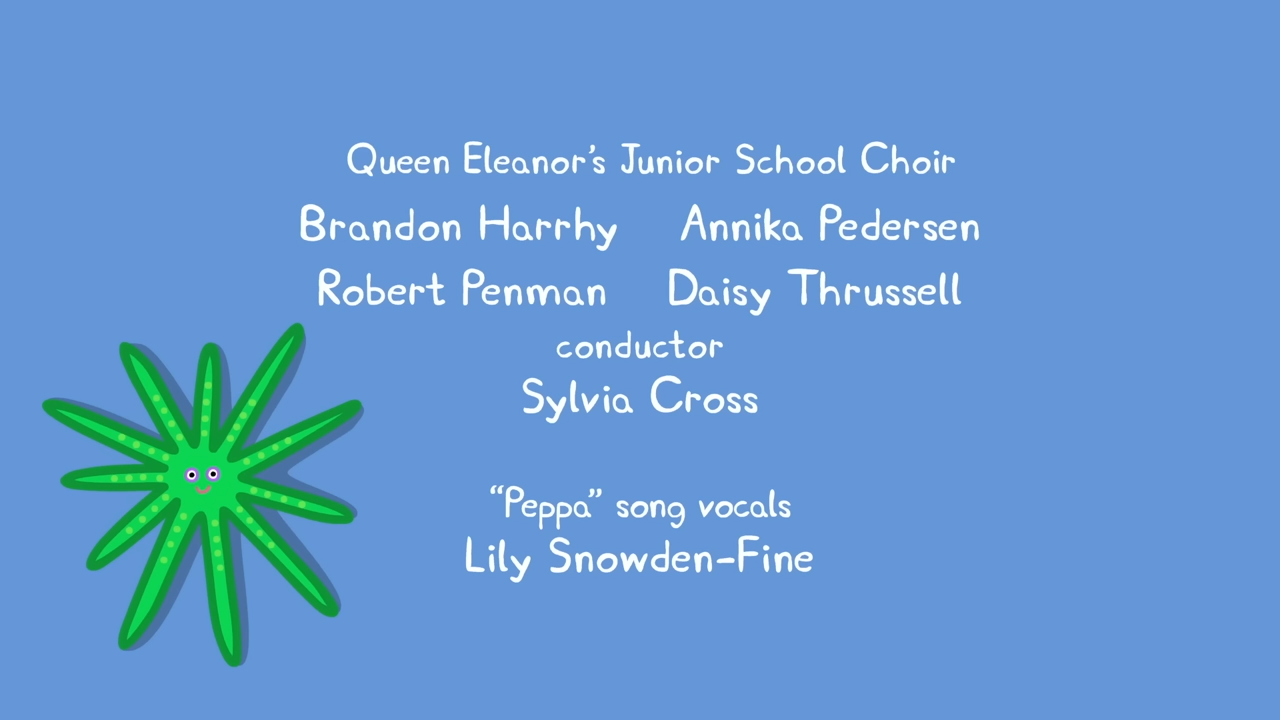 Queen Eleanor's Junior School Choir
Brandon Harrhy Annika Pedersen
Robert Penman Daisy Thrussell
conductor
Sylvia Cross
“Peppa” song vocals
Lily Snowden-Fine